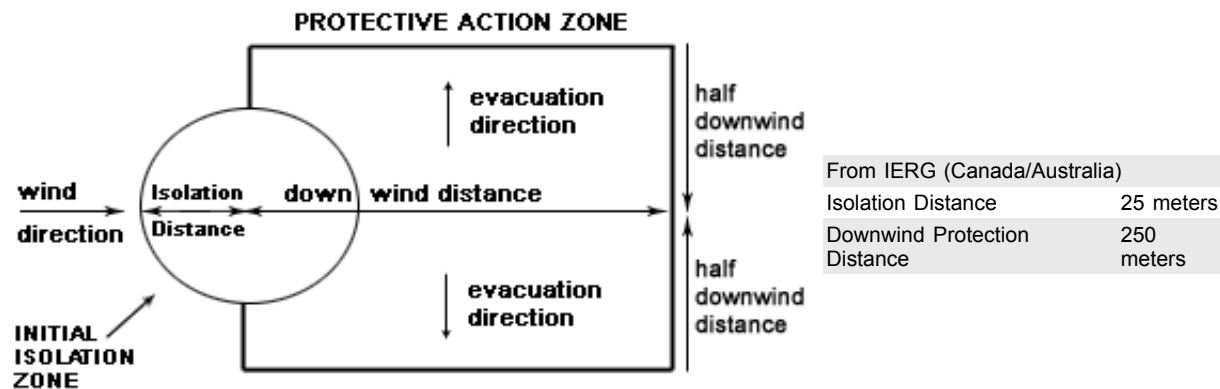 PROTECTIVE ACTION ZONE
evacuation
direction
half
downwind
distance
wind
direction
Isolation
Distance
down wind distance
evacuation
direction
half
downwind
distance
INITIAL
ISOLATION
ZONE
From IERG (Canada/Australia)
Isolation Distance 25 meters
Downwind Protection 250
Distance meters